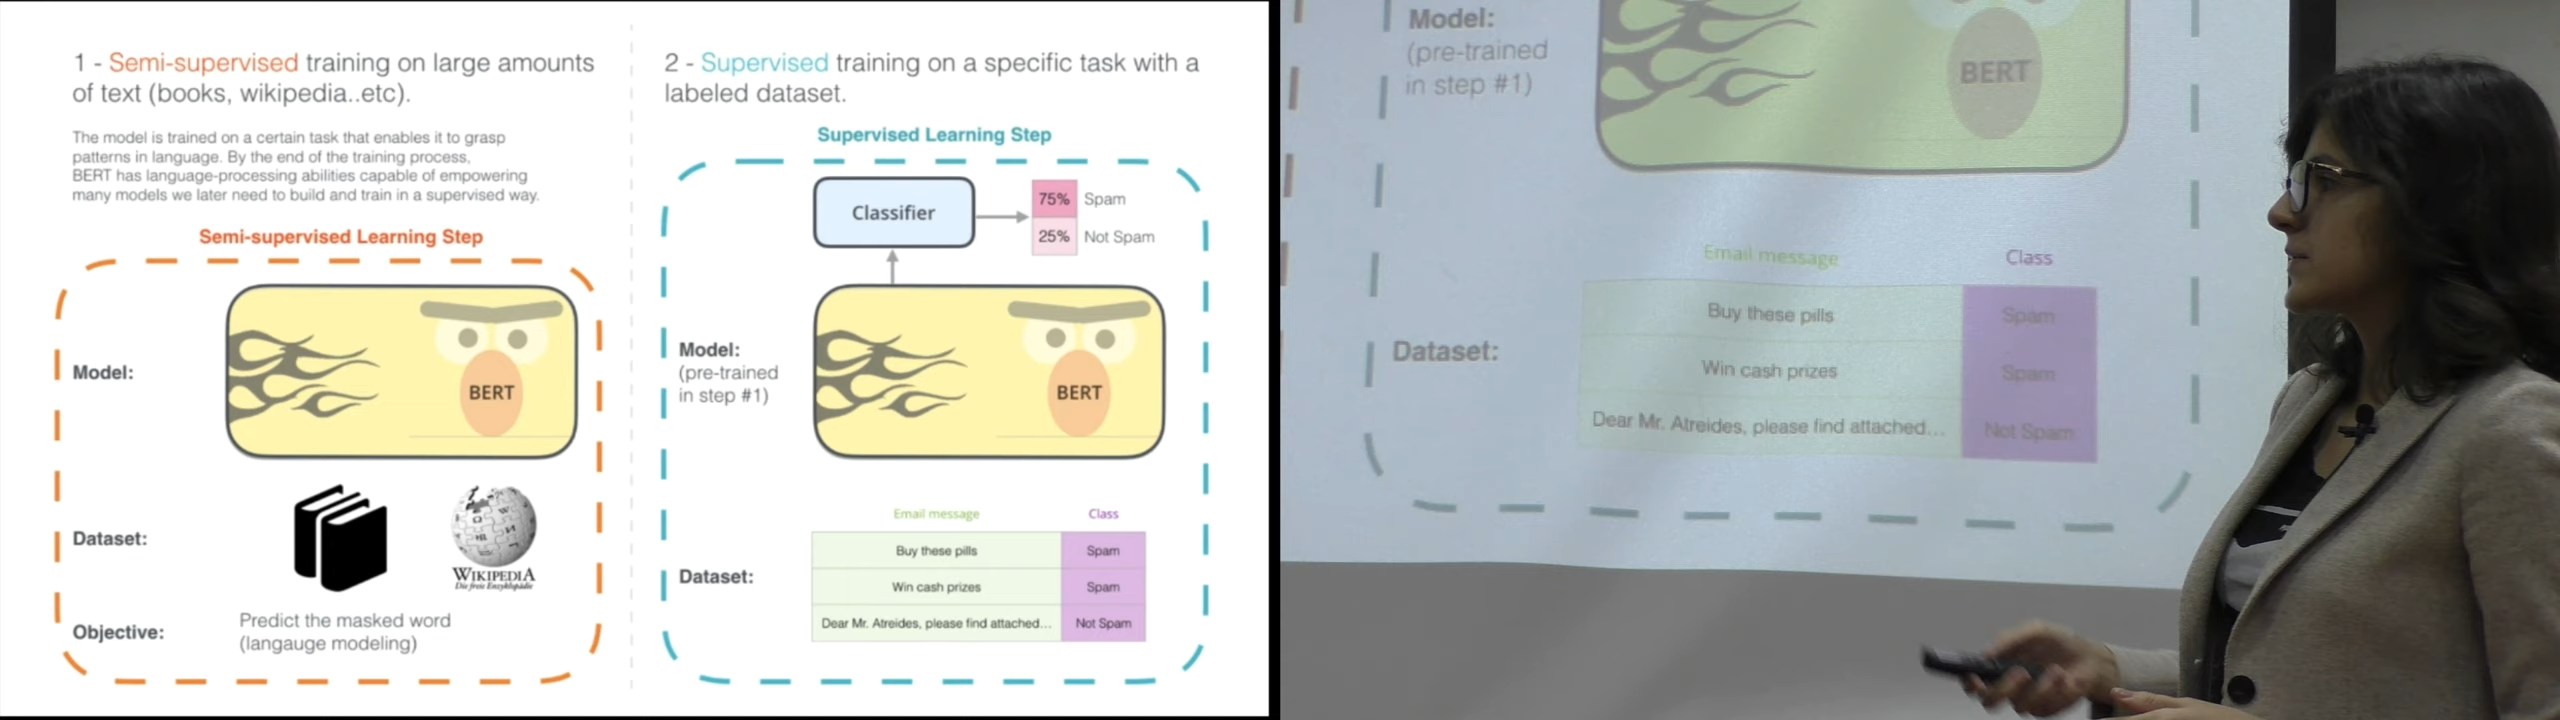 1 - Semi-supervised training on large amounts
of text (books, wikipedia..etc).
The model is trained on a certain task that enables it to grasp
patterns in language. By the end of the training process,
BERT has language-processing abilities capable of empowering
many models we later need to build and train in a supervised way.
Semi-supervised Learning Step
Model:
BERT
Dataset:
WIKIPEDIA
Die freie Enzyklopädie
Objective:
Predict the masked word
(langauge modeling)
2 - Supervised training on a specific task with a
labeled dataset.
Supervised Learning Step
Classifier
75% Spam
25% Not Spam
Model:
(pre-trained
in step #1)
BERT
Email message Class
Dataset:
Buy these pills Spam
Win cash prizes Spam
Dear Mr. Atreides, please find attached... Not Spam
Model:
(pre-trained
in step #1)
BERT
Email message Class
Dataset:
Buy these pills Spam
Win cash prizes Spam
Dear Mr. Atreides, please find attached... Not Spam